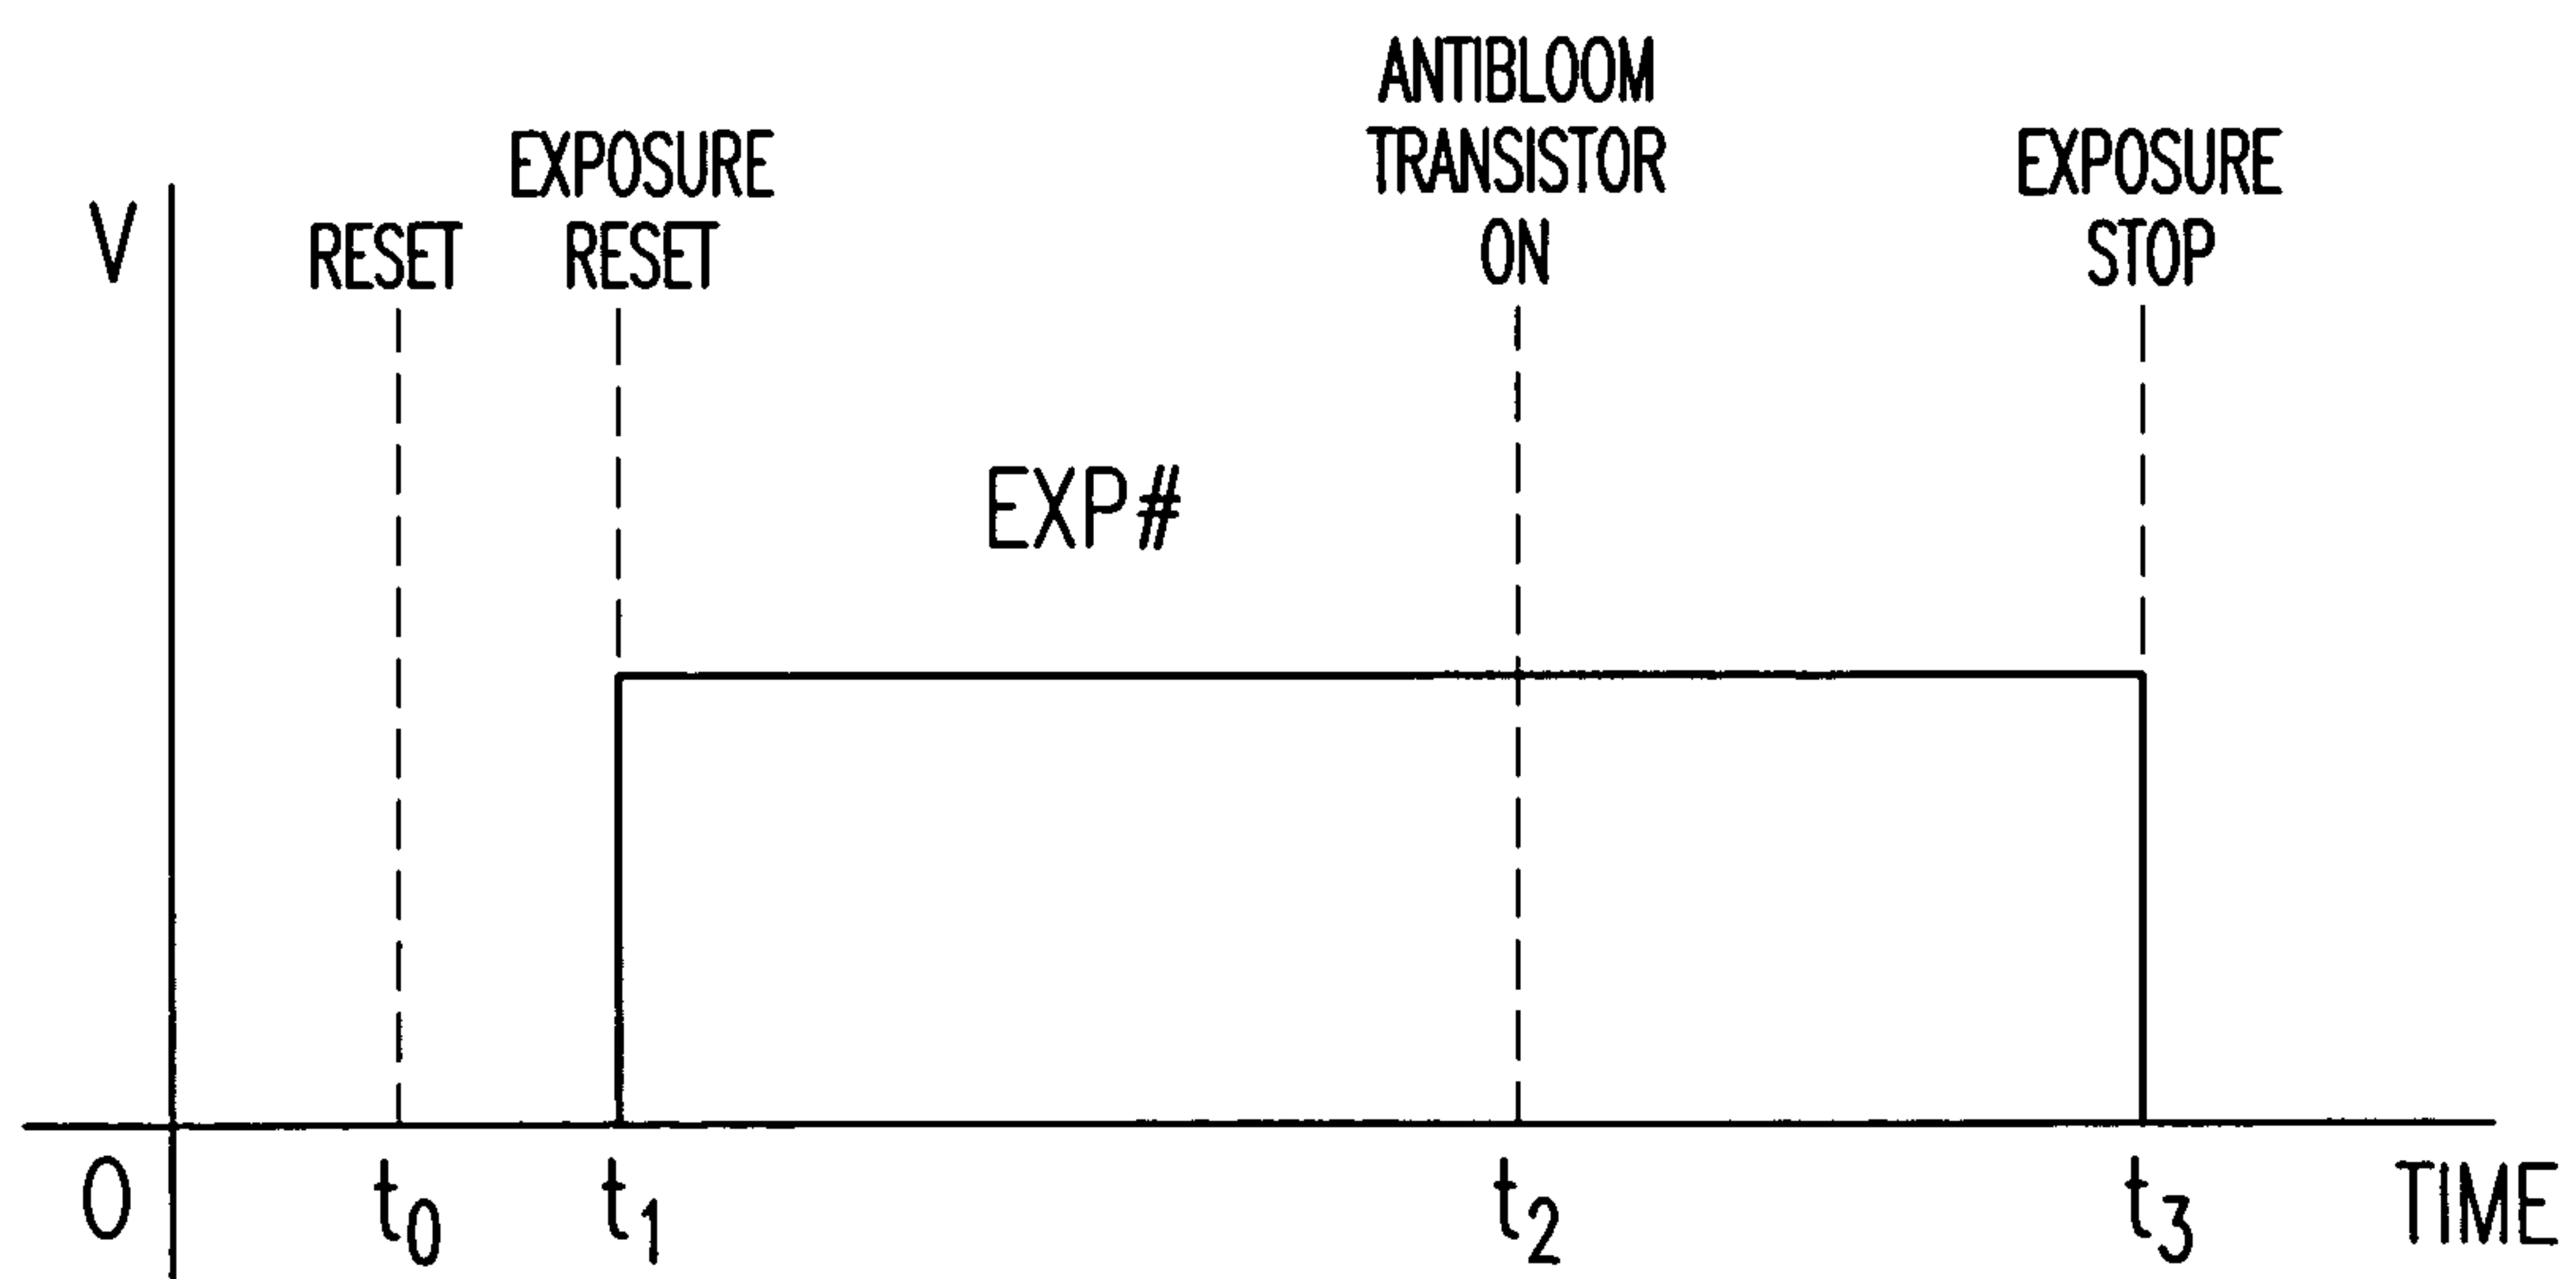 V
RESET
EXPOSURE
RESET
ANTIBLOOM
TRANSISTOR
ON
EXPOSURE
STOP
EXP#
0
t0
t1
t2
t3
TIME